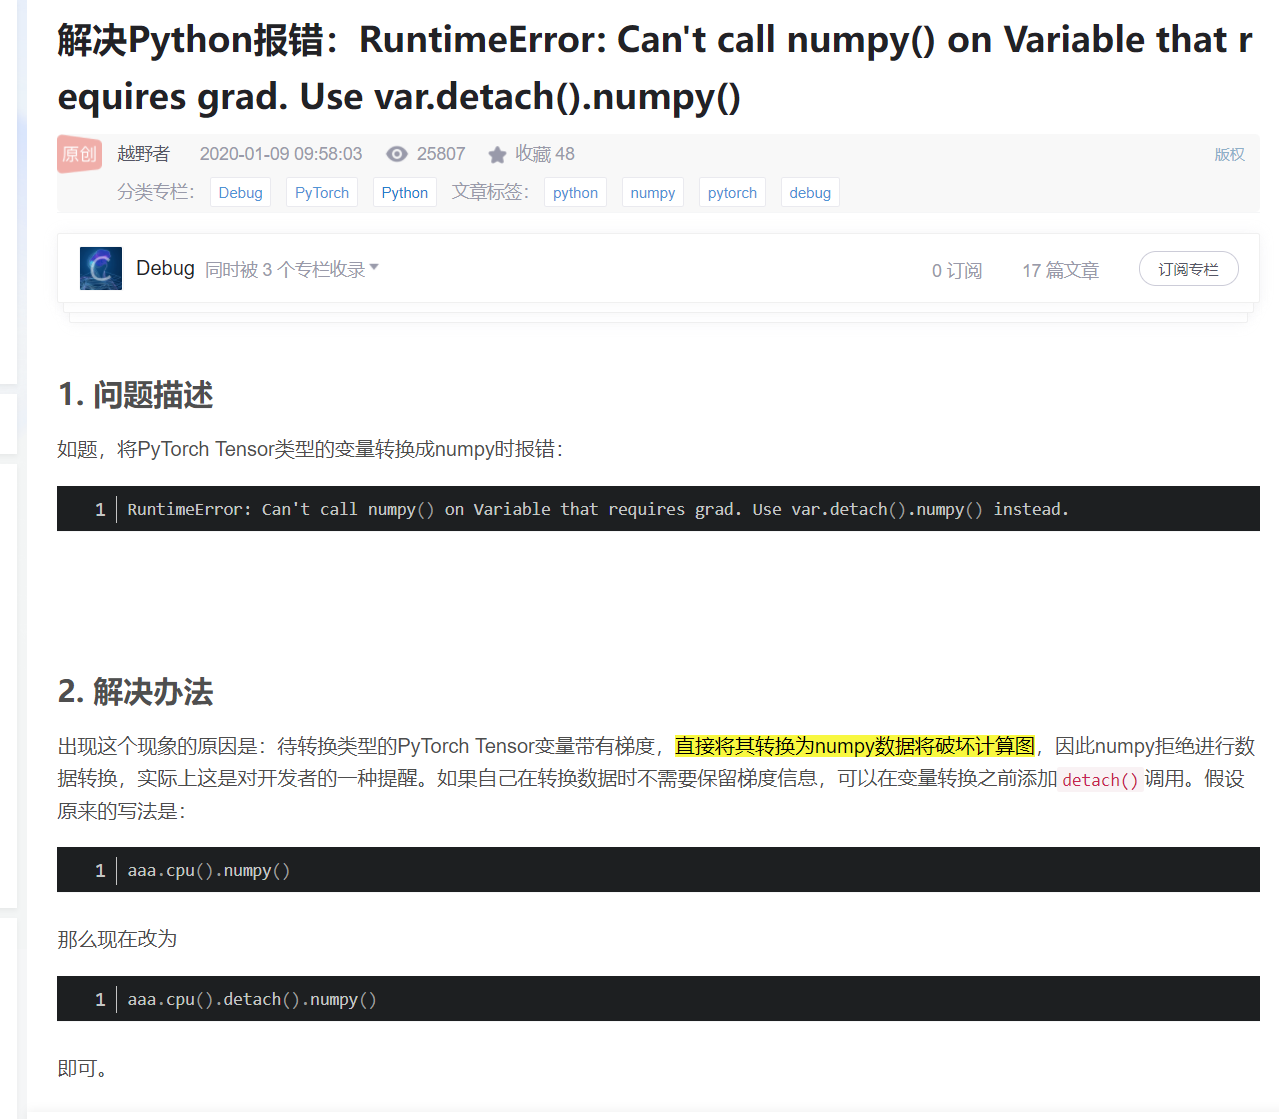 解决Python报错：RuntimeError: Can't call numpy() on Variable that r
equires grad. Use var.detach().numpy()
原创 越野者 2020-01-09 09:58:03 25807 收藏 48 版权
分类专栏： Debug PyTorch Python 文章标签： python numpy pytorch debug
Debug 同时被 3 个专栏收录 0 订阅 17 篇文章 订阅专栏
1. 问题描述
如题，将PyTorch Tensor类型的变量转换成numpy时报错：
1 RuntimeError: Can't call numpy() on Variable that requires grad. Use var.detach().numpy() instead.
2. 解决办法
出现这个现象的原因是：待转换类型的PyTorch Tensor变量带有梯度，直接将其转换为numpy数据将破坏计算图，因此numpy拒绝进行数
据转换，实际上这是对开发者的一种提醒。如果自己在转换数据时不需要保留梯度信息，可以在变量转换之前添加detach()调用。假设
原来的写法是：
1 aaa.cpu().numpy()
那么现在改为
1 aaa.cpu().detach().numpy()
即可。